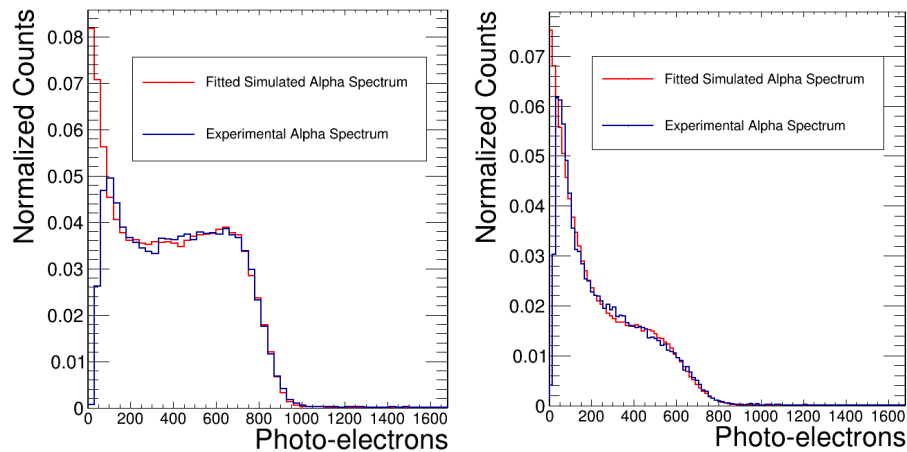 Normalized Counts
0.08
0.07
0.06
0.05
0.04
0.03
0.02
0.01
0
Fitted Simulated Alpha Spectrum
Experimental Alpha Spectrum
0 200 400 600 800 1000 1200 1400 1600
Photo-electrons
Normalized Counts
0.07
0.06
0.05
0.04
0.03
0.02
0.01
0
Fitted Simulated Alpha Spectrum
Experimental Alpha Spectrum
0 200 400 600 800 1000 1200 1400 1600
Photo-electrons